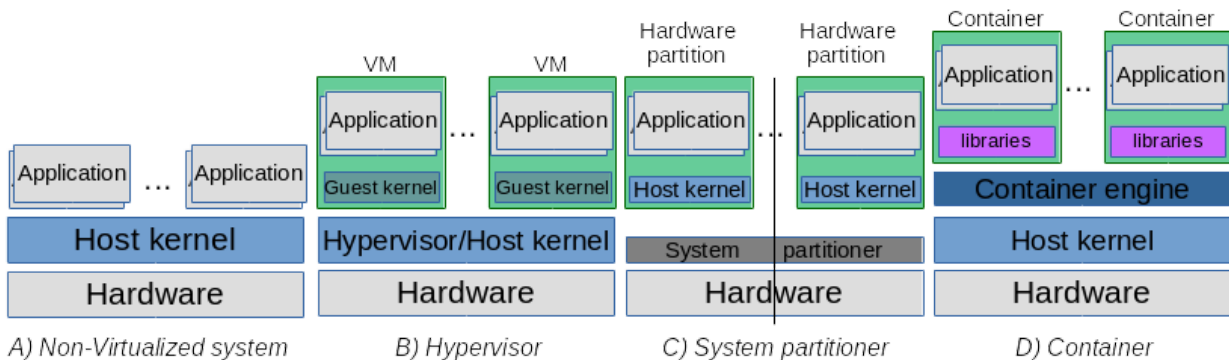 Application
...
Application
Host kernel
Hardware
A) Non-Virtualized system
VM
VM
Application
...
Application
Guest kernel
Guest kernel
Hypervisor/Host kernel
Hardware
B) Hypervisor
Hardware
partition
Hardware
partition
Application
...
Application
Host kernel
Host kernel
System partitioner
Hardware
C) System partitioner
Container
Container
Application
...
Application
libraries
libraries
Container engine
Host kernel
Hardware
D) Container